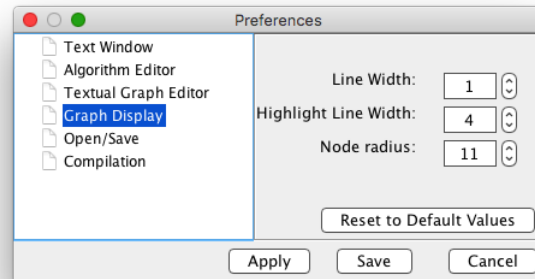 Preferences
Text Window
Algorithm Editor
Textual Graph Editor
Graph Display
Open/Save
Compilation
Line Width: 1
Highlight Line Width: 4
Node radius: 11
Reset to Default Values
Apply Save Cancel